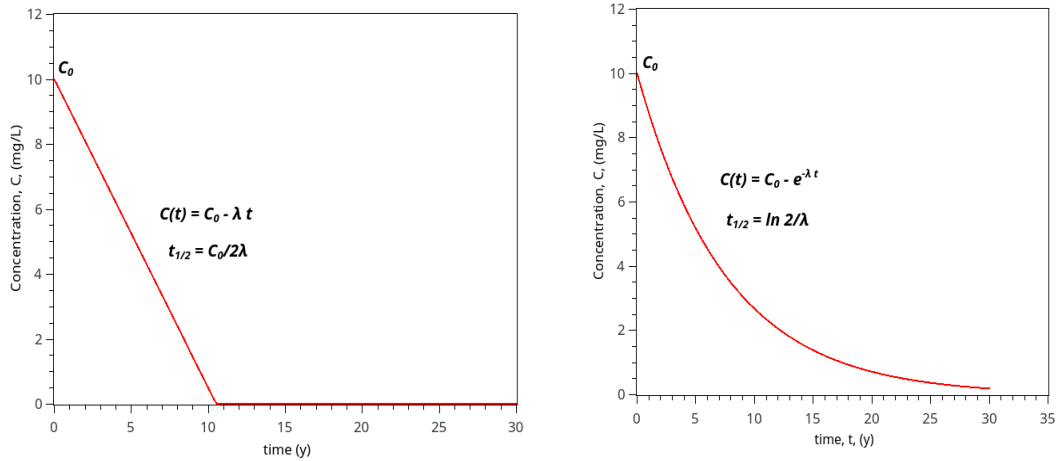 12
10
8
6
4
2
0
Concentration, C, (mg/L)
C₀
C(t) = C₀ - λ t
t₁/₂ = C₀/2λ
0 5 10 15 20 25 30
time (y)
12
10
8
6
4
2
0
Concentration, C, (mg/L)
C₀
C(t) = C₀ - e^-λ t
t₁/₂ = ln 2/λ
0 5 10 15 20 25 30 35
time, t, (y)